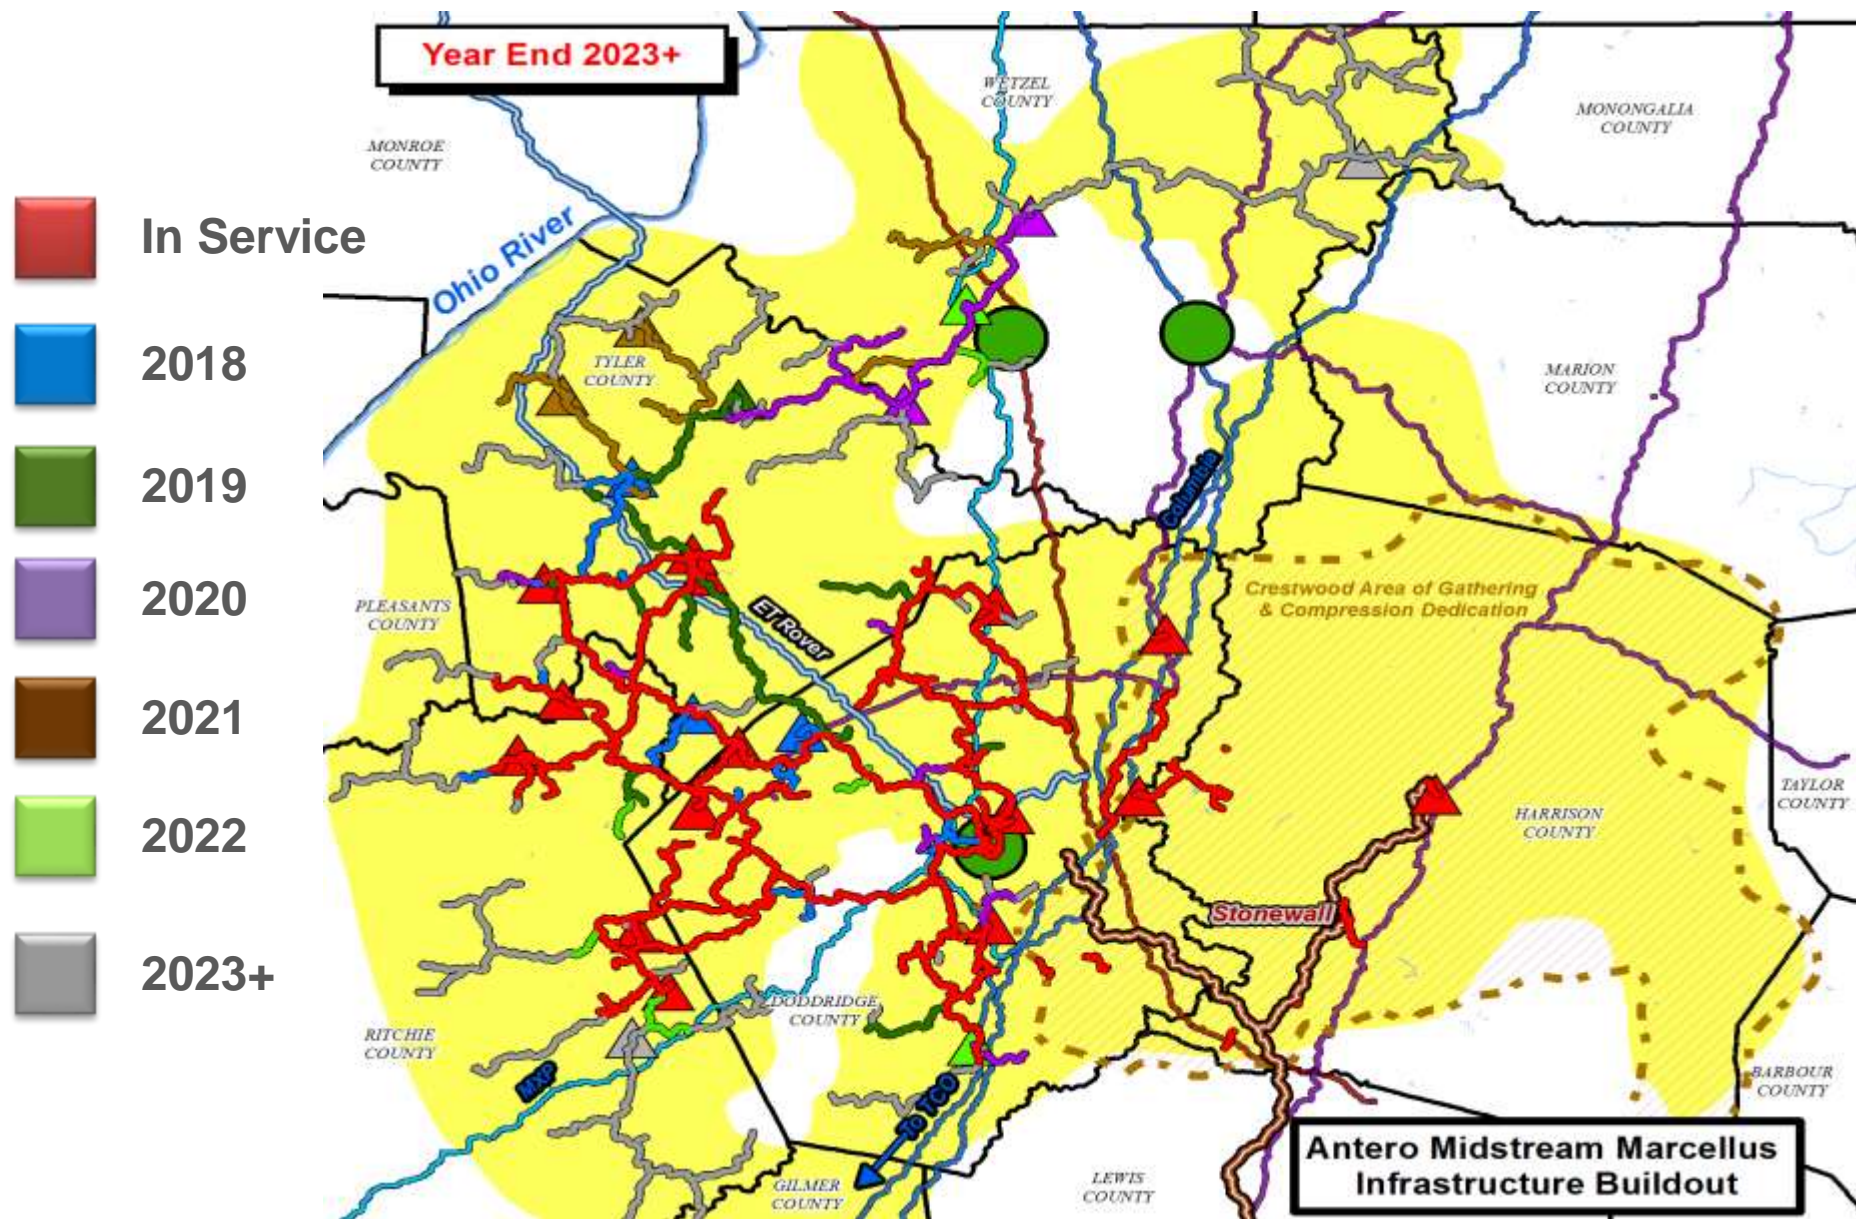 Year End 2023+
In Service
2018
2019
2020
2021
2022
2023+
WETZEL
COUNTY
MONONGALIA
COUNTY
MONROE
COUNTY
Ohio River
TYLER
COUNTY
MARION
COUNTY
Columbia
Crestwood Area of Gathering
& Compression Dedication
PLEASANTS
COUNTY
ET Rover
TAYLOR
COUNTY
HARRISON
COUNTY
Stonewall
DODDRIDGE
COUNTY
RITCHIE
COUNTY
MXP
To TCO
BARBOUR
COUNTY
GILMER
COUNTY
LEWIS
COUNTY
Antero Midstream Marcellus
Infrastructure Buildout